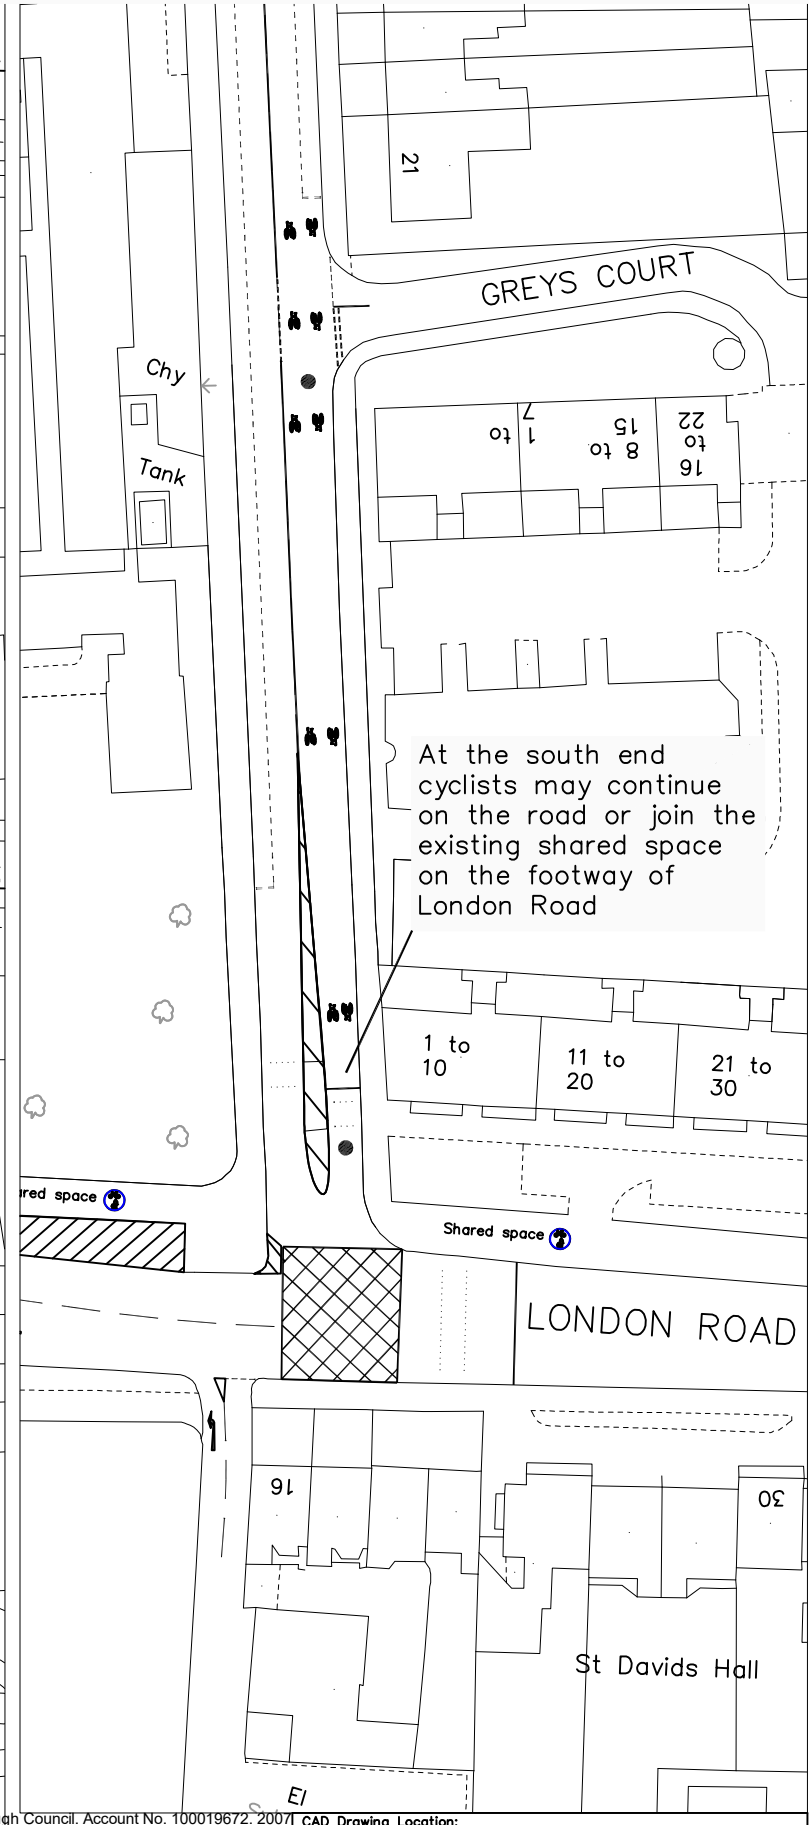 21
GREYS COURT
Chy
Tank
1 to
7
8 to
15
16
to
22
At the south end
cyclists may continue
on the road or join the
existing shared space
on the footway of
London Road
1 to
10
11 to
20
21 to
30
ared space
Shared space
LONDON ROAD
16
30
St Davids Hall
El
gh Council. Account No. 100019672. 2007
CAD Drawing Location: